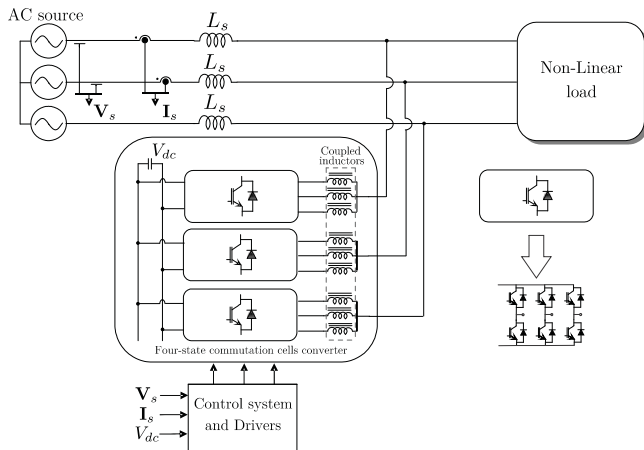 AC source
L_s
L_s
L_s
V_s
I_s
Non-Linear
load
V_dc
Coupled
inductors
Four-state commutation cells converter
V_s
I_s
V_dc
Control system
and Drivers